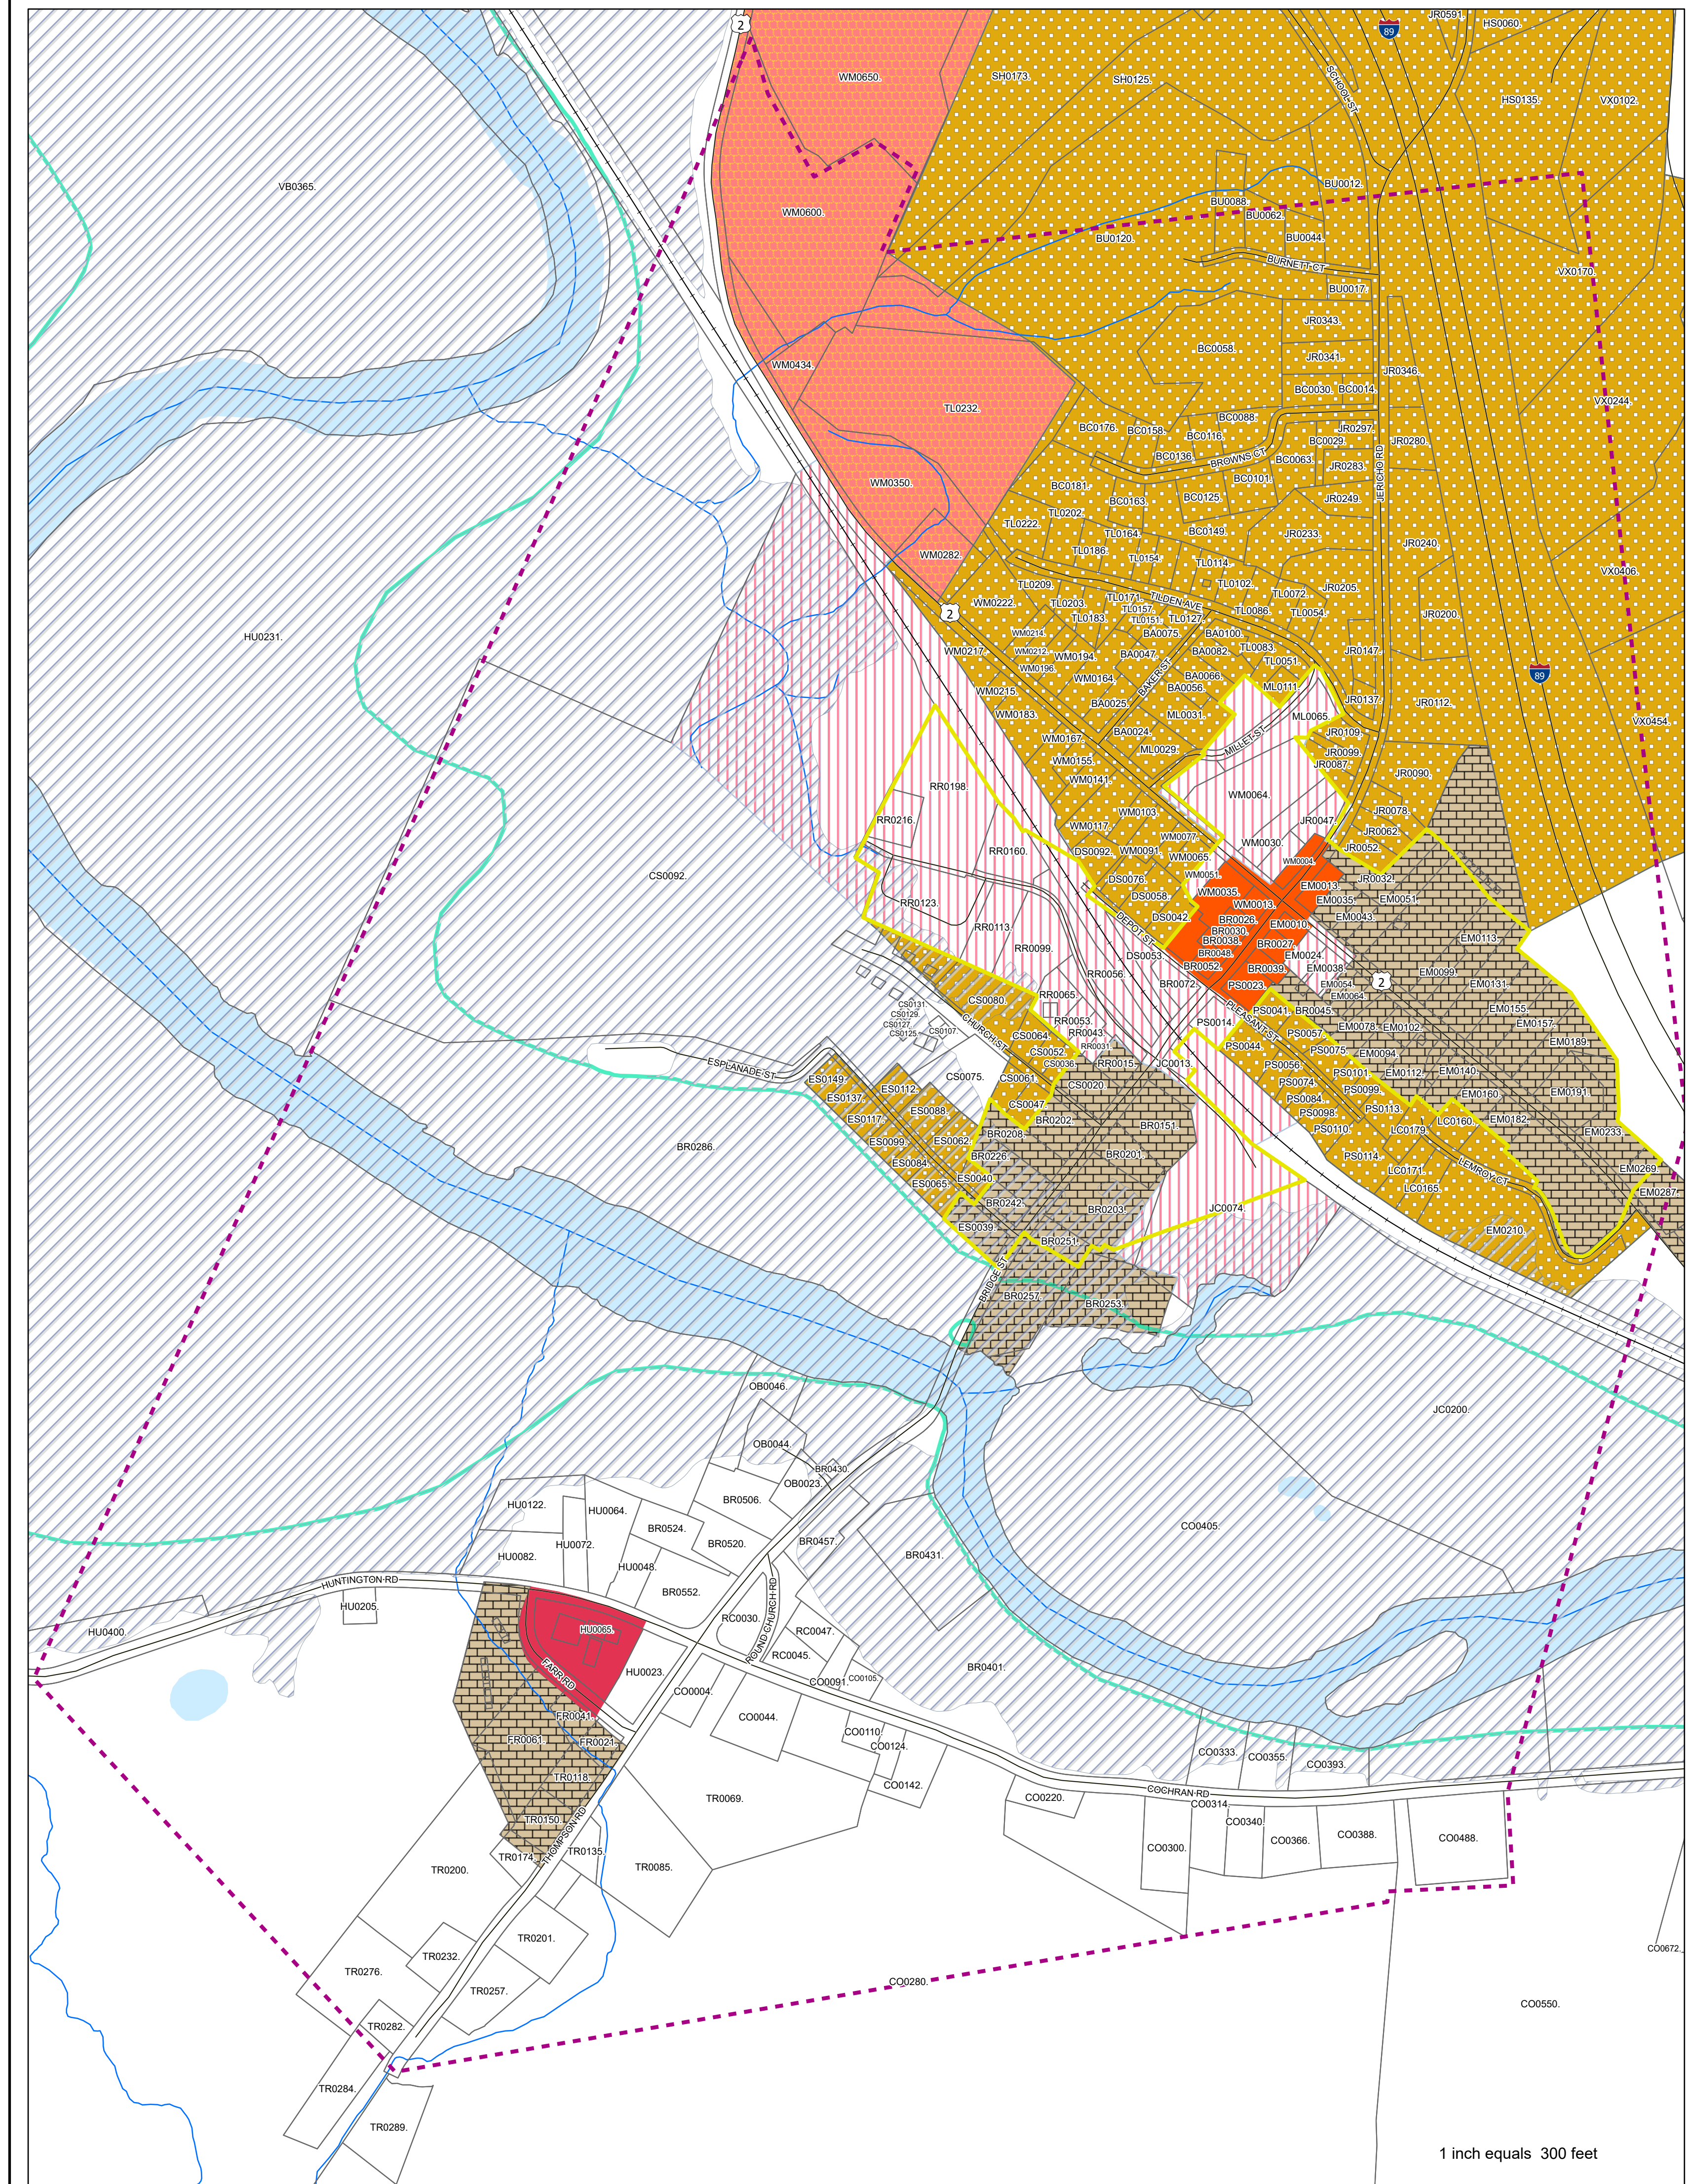 2
89
JR0591.
HS0060.
WM0650.
SH0173.
SH0125.
SCHOOL ST
HS0135.
VX0102.
VB0365.
WM0600.
BU0012.
BU0088.
BU0062.
BU0120.
BU0044.
BURNETT CT
VX0170.
BU0017.
JR0343.
BC0058.
JR0341.
WM0434.
JR0346.
BC0030.
BC0014.
VX0244.
TL0232.
BC0088.
BC0176.
BC0158.
BC0116.
JR0297.
BC0029.
JR0280.
BC0136.
BROWNS CT
BC0063.
JR0283.
JERICHO RD
WM0350.
BC0181.
BC0101.
BC0163.
BC0125.
JR0249.
TL0202.
TL0222.
TL0164.
BC0149.
JR0233.
JR0240.
WM0282.
TL0186.
TL0154.
TL0114.
VX0406.
TL0209.
TL0102.
TL0072.
JR0205.
WM0222.
TL0203.
TL0171.
TILDEN AVE
TL0157.
TL0086.
TL0054.
2
TL0183.
TL0151.
TL0127.
JR0200.
HU0231.
WM0214.
BA0075.
BA0100.
WM0217.
WM0212.
WM0194.
BA0047.
BA0082.
TL0083.
JR0147.
WM0196.
TL0051.
WM0164.
BAKER ST
BA0066.
89
WM0215.
BA0056.
ML0111.
BA0025.
JR0137.
JR0112.
WM0183.
ML0031.
ML0065.
VX0454.
WM0167.
BA0024.
JR0109.
ML0029.
MILLET ST
JR0099.
WM0155.
JR0087.
JR0090.
WM0141.
RR0198.
WM0064.
WM0103.
JR0078.
RR0216.
WM0117.
JR0047.
JR0062.
WM0077.
WM0030.
JR0052.
RR0160.
DS0092.
WM0091.
WM0065.
WM0004.
CS0092.
WM0051.
JR0032.
DS0076.
EM0013.
WM0035.
EM0051.
RR0123.
DS0058.
WM0013.
EM0035.
DS0042.
BR0026.
EM0043.
RR0113.
DEPOT ST
BR0030.
EM0010.
BR0038.
EM0113.
RR0099.
BR0027.
BR0048.
DS0053.
EM0024.
BR0052.
BR0039.
EM0038.
EM0099.
RR0056.
BR0072.
PS0023.
EM0054.
2
EM0131.
EM0064.
RR0065.
CS0080.
PLEASANT ST
PS0041.
BR0045.
EM0155.
CS0131.
CS0129.
RR0053.
PS0014.
EM0078.
EM0102.
EM0157.
CS0127.
CHURCH ST
RR0043.
PS0057.
CS0125.
CS0107.
CS0064.
RR0031.
PS0044.
PS0075.
EM0094.
EM0189.
CS0052.
CS0036.
RR0015.
JC0013.
PS0056.
PS0101.
EM0112.
EM0140.
ESPLANADE ST
CS0075.
CS0061.
CS0020.
PS0074.
PS0099.
ES0149.
ES0112.
PS0084.
EM0160.
EM0191.
ES0137.
CS0047.
PS0098.
PS0113.
ES0088.
BR0202.
EM0182.
ES0117.
BR0151.
PS0110.
LC0179.
LC0160.
EM0233.
BR0208.
ES0099.
ES0062.
BR0286.
BR0226.
BR0201.
PS0114.
LEMROY CT
ES0084.
LC0171.
EM0269.
ES0065.
ES0040.
LC0165.
EM0287.
BR0242.
BR0203.
JC0074.
ES0039.
EM0210.
BR0251.
BRIDGE ST
BR0257.
BR0253.
OB0046.
JC0200.
OB0044.
BR0430.
OB0023.
HU0122.
HU0064.
BR0506.
CO0405.
BR0524.
HU0072.
BR0520.
BR0457.
HU0082.
BR0431.
HU0048.
HUNTINGTON RD
BR0552.
HU0205.
RC0030.
ROUND CHURCH RD
HU0065.
HU0400.
RC0047.
FARR RD
RC0045.
BR0401.
HU0023.
CO0105.
CO0004.
CO0091.
FR0041.
CO0044.
FR0061.
FR0021.
CO0110.
CO0124.
CO0333.
CO0355.
CO0393.
TR0118.
CO0142.
COCHRAN RD
TR0069.
CO0220.
CO0314.
TR0150.
THOMPSON RD
CO0340.
CO0388.
TR0135.
CO0300.
CO0366.
CO0488.
TR0174.
TR0200.
TR0085.
TR0201.
TR0232.
CO0672.
TR0276.
CO0280.
TR0257.
CO0550.
TR0282.
TR0284.
TR0289.
1 inch equals 300 feet